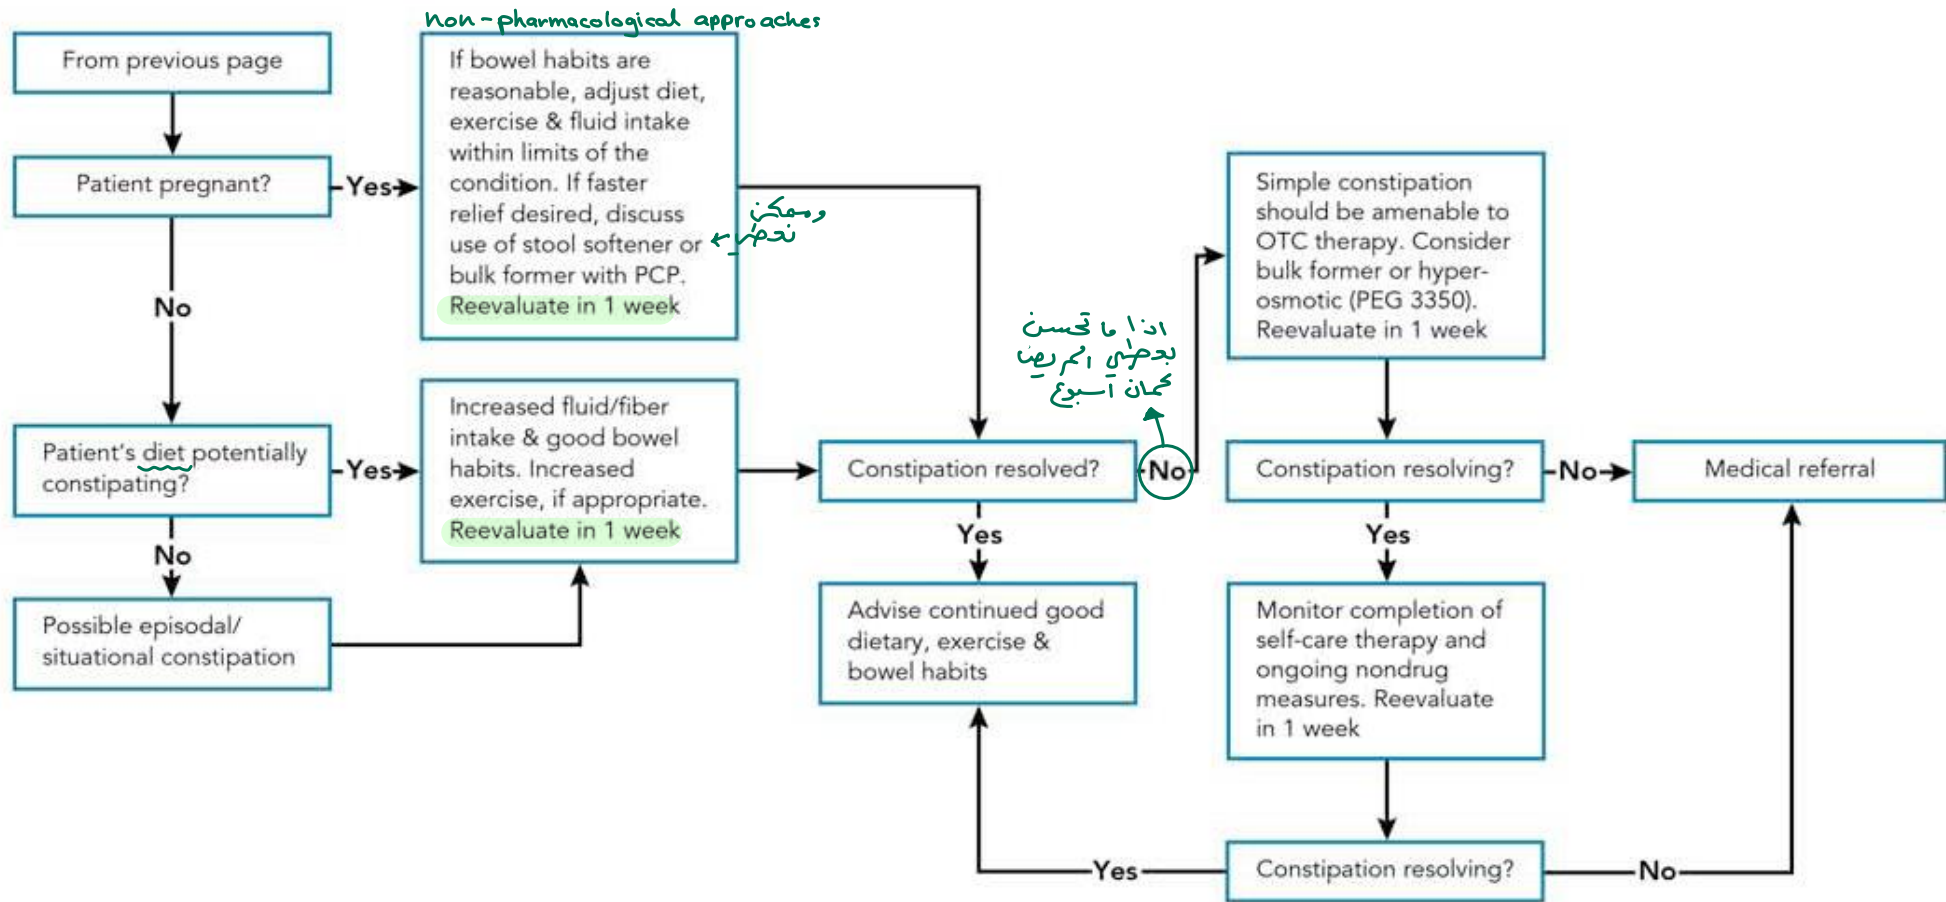 non-pharmacological approaches
From previous page
Patient pregnant?
Yes
If bowel habits are
reasonable, adjust diet,
exercise & fluid intake
within limits of the
condition. If faster
relief desired, discuss
use of stool softener or
bulk former with PCP.
Reevaluate in 1 week
وممكن
نعطي
No
Patient's diet potentially
constipating?
Yes
Increased fluid/fiber
intake & good bowel
habits. Increased
exercise, if appropriate.
Reevaluate in 1 week
No
Possible episodal/
situational constipation
Constipation resolved?
No
اذا ما تحسن
بعطي المريض
كمان أسبوع
Yes
Advise continued good
dietary, exercise &
bowel habits
Simple constipation
should be amenable to
OTC therapy. Consider
bulk former or hyper-
osmotic (PEG 3350).
Reevaluate in 1 week
Constipation resolving?
No
Medical referral
Yes
Monitor completion of
self-care therapy and
ongoing nondrug
measures. Reevaluate
in 1 week
Constipation resolving?
Yes
No